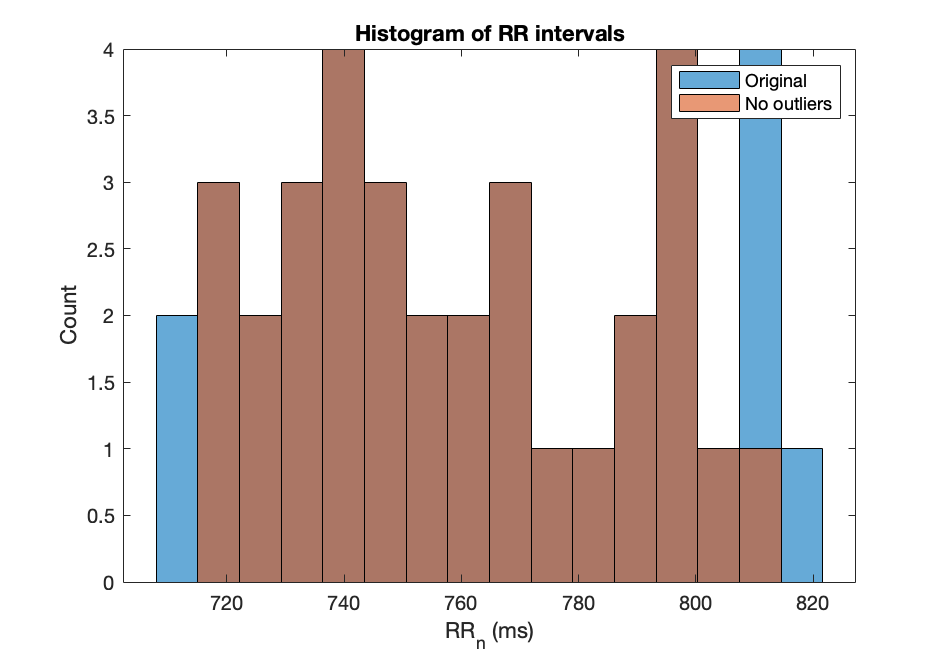 Histogram of RR intervals
4
3.5
3
2.5
2
1.5
1
0.5
0
Count
Original
No outliers
720 740 760 780 800 820
RRn (ms)